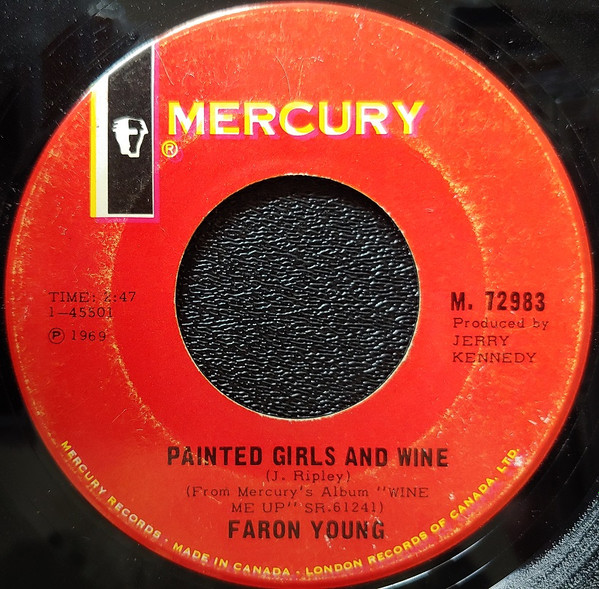 MERCURY
®
TIME: 2:47
1-45501
Ⓟ 1969
M. 72983
Produced by
JERRY
KENNEDY
PAINTED GIRLS AND WINE
(J. Ripley)
(From Mercury's Album "WINE
ME UP" SR.61241)
FARON YOUNG
MERCURY RECORDS · MADE IN CANADA - LONDON RECORDS OF CANADA, LTD.